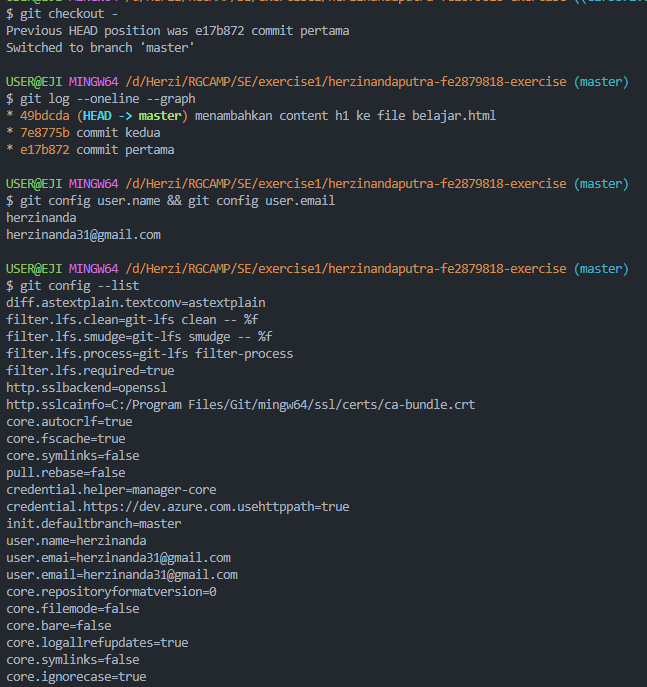 $ git checkout -
Previous HEAD position was e17b872 commit pertama
Switched to branch 'master'
USER@EJI MINGW64 /d/Herzi/RGCAMP/SE/exercise1/herzinandaputra-fe2879818-exercise (master)
$ git log --oneline --graph
* 49bdcda (HEAD -> master) menambahkan content h1 ke file belajar.html
* 7e8775b commit kedua
* e17b872 commit pertama
USER@EJI MINGW64 /d/Herzi/RGCAMP/SE/exercise1/herzinandaputra-fe2879818-exercise (master)
$ git config user.name && git config user.email
herzinanda
herzinanda31@gmail.com
USER@EJI MINGW64 /d/Herzi/RGCAMP/SE/exercise1/herzinandaputra-fe2879818-exercise (master)
$ git config --list
diff.astextplain.textconv=astextplain
filter.lfs.clean=git-lfs clean -- %f
filter.lfs.smudge=git-lfs smudge -- %f
filter.lfs.process=git-lfs filter-process
filter.lfs.required=true
http.sslbackend=openssl
http.sslcainfo=C:/Program Files/Git/mingw64/ssl/certs/ca-bundle.crt
core.autocrlf=true
core.fscache=true
core.symlinks=false
pull.rebase=false
credential.helper=manager-core
credential.https://dev.azure.com.usehttppath=true
init.defaultbranch=master
user.name=herzinanda
user.emai=herzinanda31@gmail.com
user.email=herzinanda31@gmail.com
core.repositoryformatversion=0
core.filemode=false
core.bare=false
core.logallrefupdates=true
core.symlinks=false
core.ignorecase=true